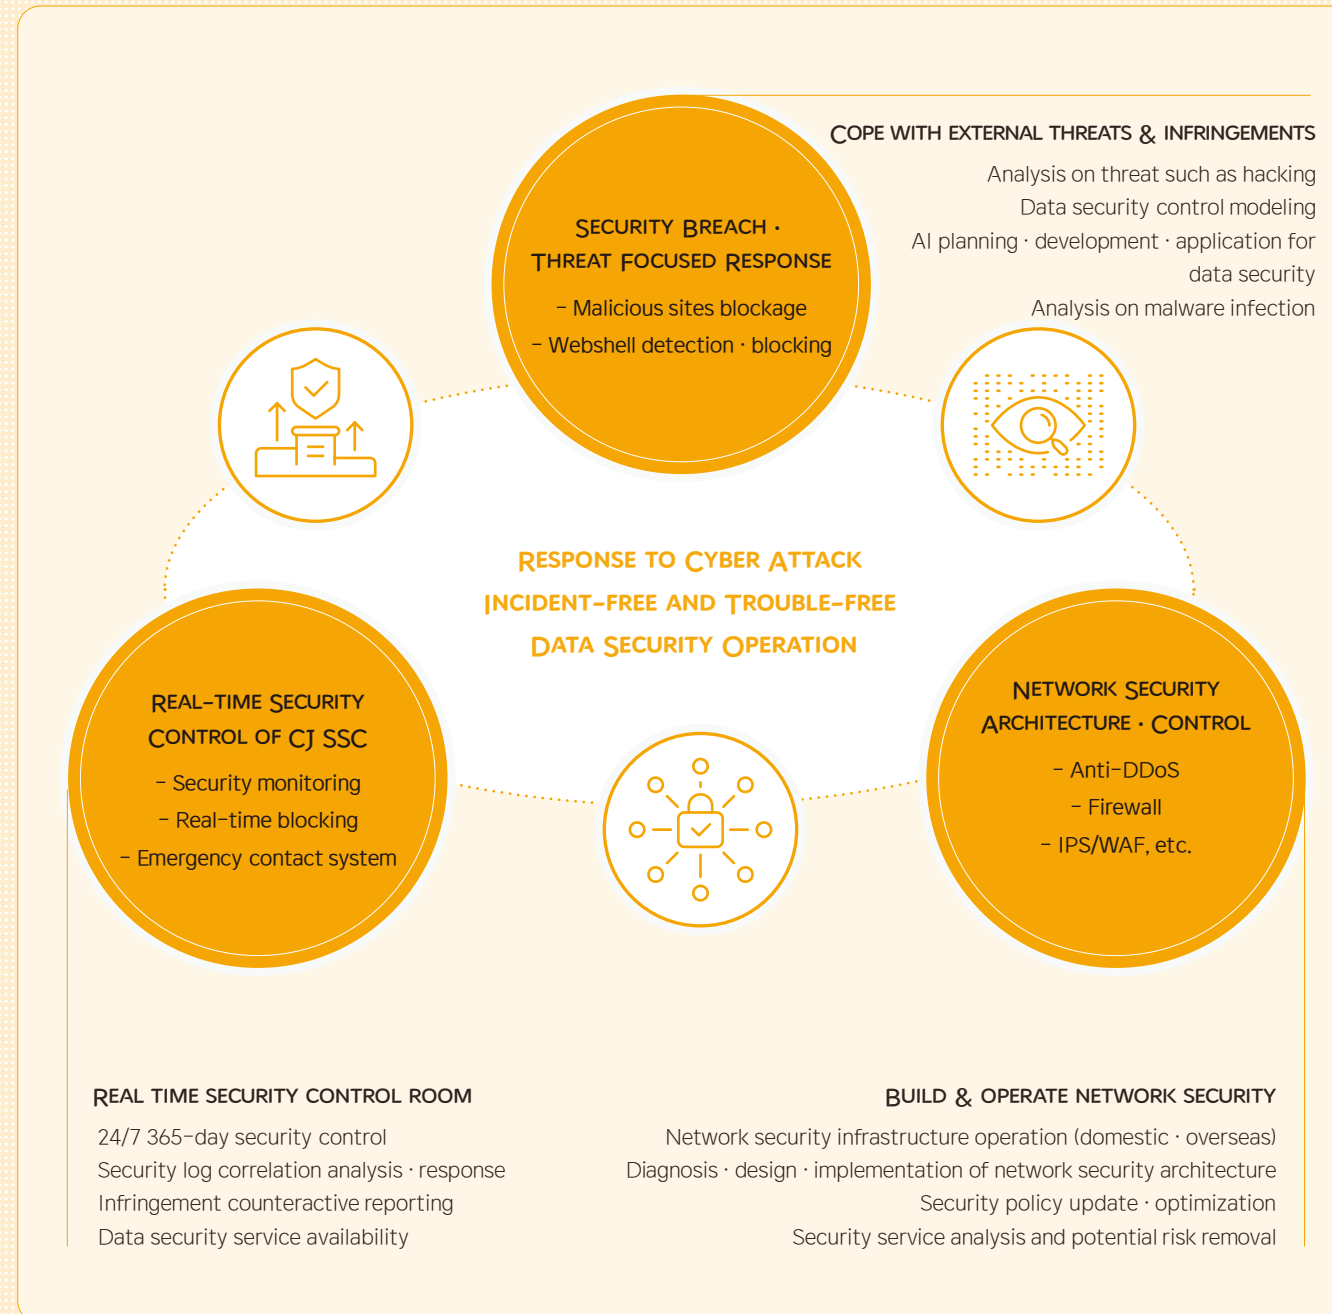 Cope with external threats & infringements
Analysis on threat such as hacking
Data security control modeling
AI planning · development · application for
data security
Analysis on malware infection
Security Breach ·
Threat Focused Response
- Malicious sites blockage
- Webshell detection · blocking
Response to Cyber Attack
Incident-free and Trouble-free
Data Security Operation
Real-time Security
Control of CJ SSC
- Security monitoring
- Real-time blocking
- Emergency contact system
Network Security
Architecture · Control
- Anti-DDoS
- Firewall
- IPS/WAF, etc.
Real time security control room
24/7 365-day security control
Security log correlation analysis · response
Infringement counteractive reporting
Data security service availability
Build & operate network security
Network security infrastructure operation (domestic · overseas)
Diagnosis · design · implementation of network security architecture
Security policy update · optimization
Security service analysis and potential risk removal